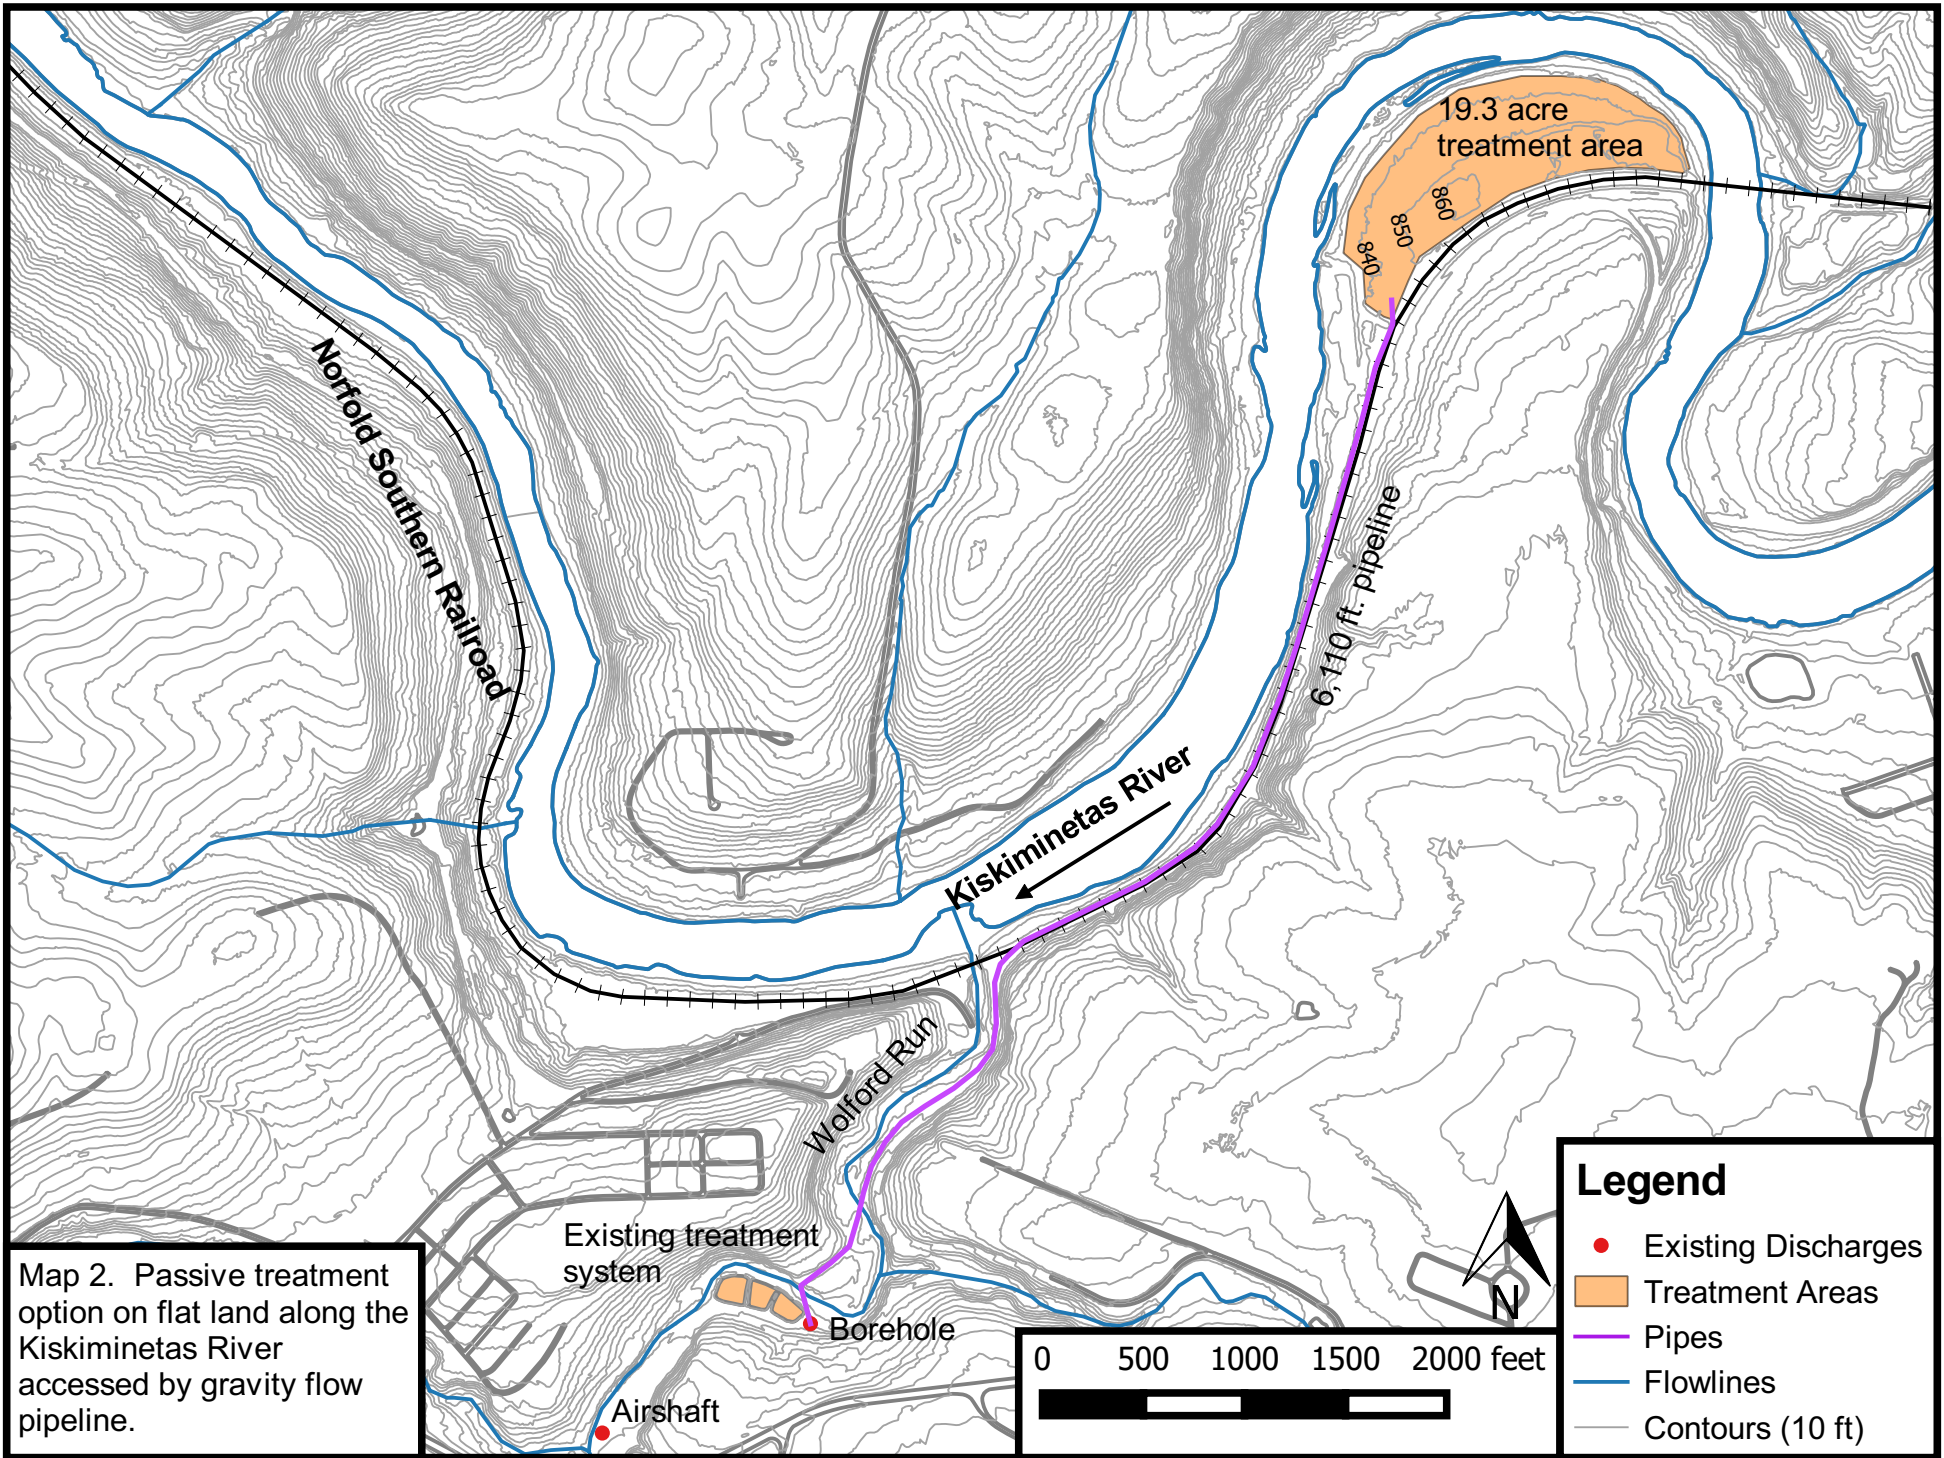 19.3 acre
treatment area
860
850
840
Norfold Southern Railroad
6,110 ft. pipeline
Kiskiminetas River
Wolford Run
Existing treatment
system
Borehole
Airshaft
Map 2. Passive treatment
option on flat land along the
Kiskiminetas River
accessed by gravity flow
pipeline.
0 500 1000 1500 2000 feet
N
Legend
Existing Discharges
Treatment Areas
Pipes
Flowlines
Contours (10 ft)